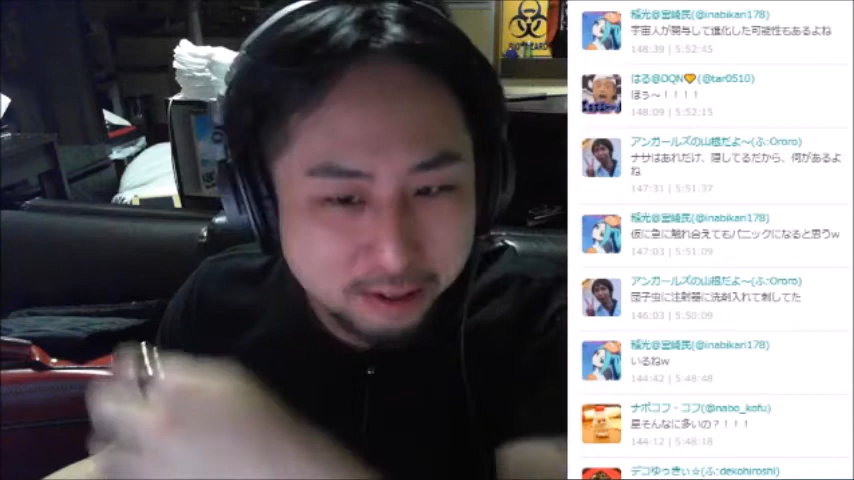 BIOHAZARD
稲光@宮崎民(@inabikari178)
宇宙人が関与して進化した可能性もあるよね
148:39 | 5:52:45
はる@DQN(@tar0510)
ほぅ〜！！！！
148:09 | 5:52:15
アンガールズの山根だよ〜(ふ:Ororo)
ナサはあれだけ、隠してるだから、何があるよ
ね
147:31 | 5:51:37
稲光@宮崎民(@inabikari178)
仮に急に触れ合えてもパニックになると思うw
147:03 | 5:51:09
アンガールズの山根だよ〜(ふ:Ororo)
団子虫に注射器に洗剤入れて刺してた
146:03 | 5:50:09
稲光@宮崎民(@inabikari178)
いるねw
144:42 | 5:48:48
ナポコフ・コフ(@nabo_kofu)
星そんなに多いの？！！！
144:12 | 5:48:18
デコゆっきぃ☆(ふ:dekohiroshi)